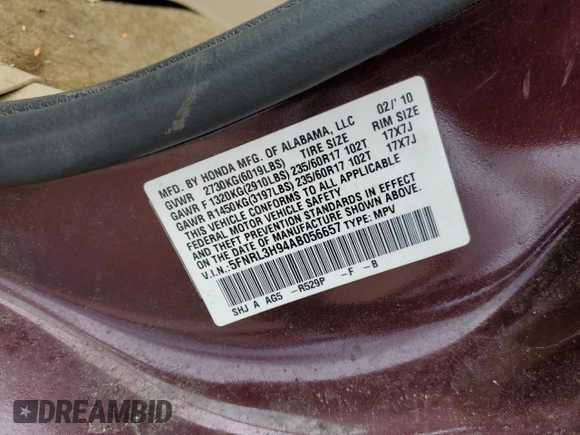 MFD. BY HONDA MFG. OF ALABAMA, LLC 02/'10
GVWR 2730KG(6019LBS) TIRE SIZE RIM SIZE
GAWR F 1320KG(2910LBS) 235/60R17 102T 17X7J
GAWR R1450KG(3197LBS) 235/60R17 102T 17X7J
THIS VEHICLE CONFORMS TO ALL APPLICABLE
FEDERAL MOTOR VEHICLE SAFETY
AND THEFT PREVENTION STANDARDS IN EFFECT
ON THE DATE OF MANUFACTURE SHOWN ABOVE.
V.I.N: 5FNRL3H94AB056657 TYPE: MPV
SHJ A AG5 -R529P -F -B
DREAMBID